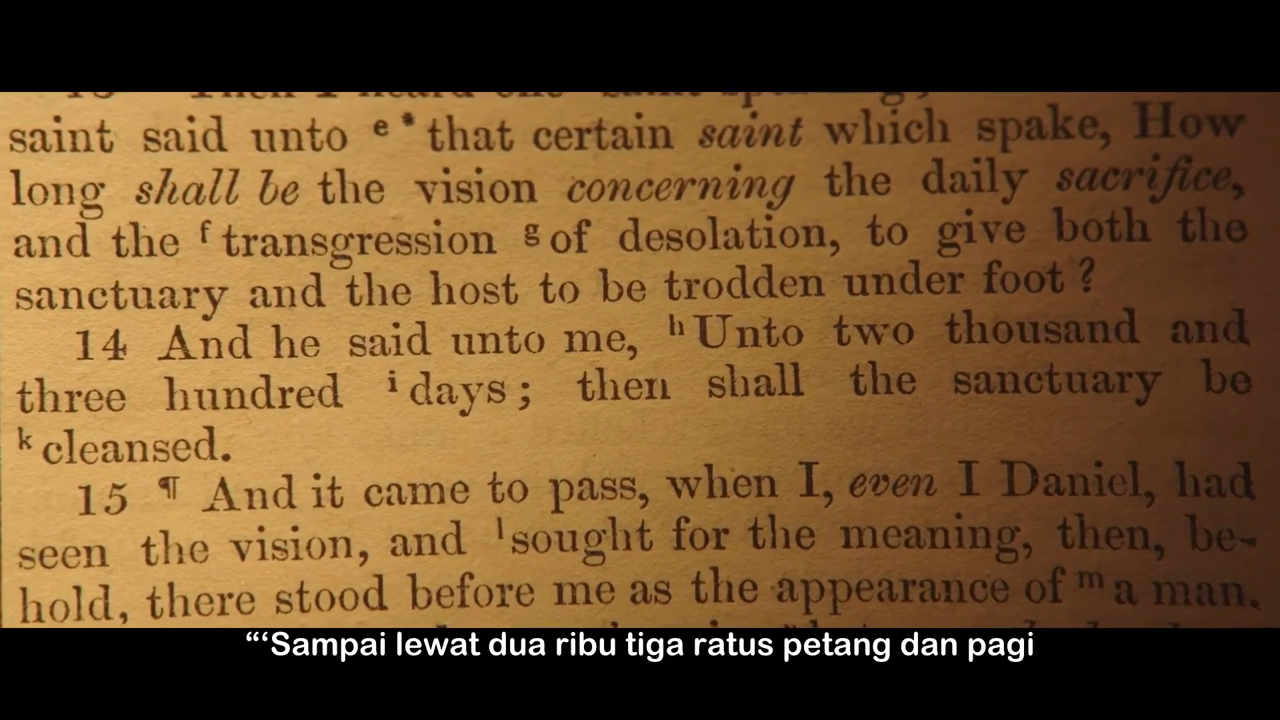 saint said unto e * that certain saint which spake, How
long shall be the vision concerning the daily sacrifice,
and the f transgression g of desolation, to give both the
sanctuary and the host to be trodden under foot?
14 And he said unto me, h Unto two thousand and
three hundred i days; then shall the sanctuary be
k cleansed.
15 ¶ And it came to pass, when I, even I Daniel, had
seen the vision, and l sought for the meaning, then, be-
hold, there stood before me as the appearance of m a man.
“‘Sampai lewat dua ribu tiga ratus petang dan pagi